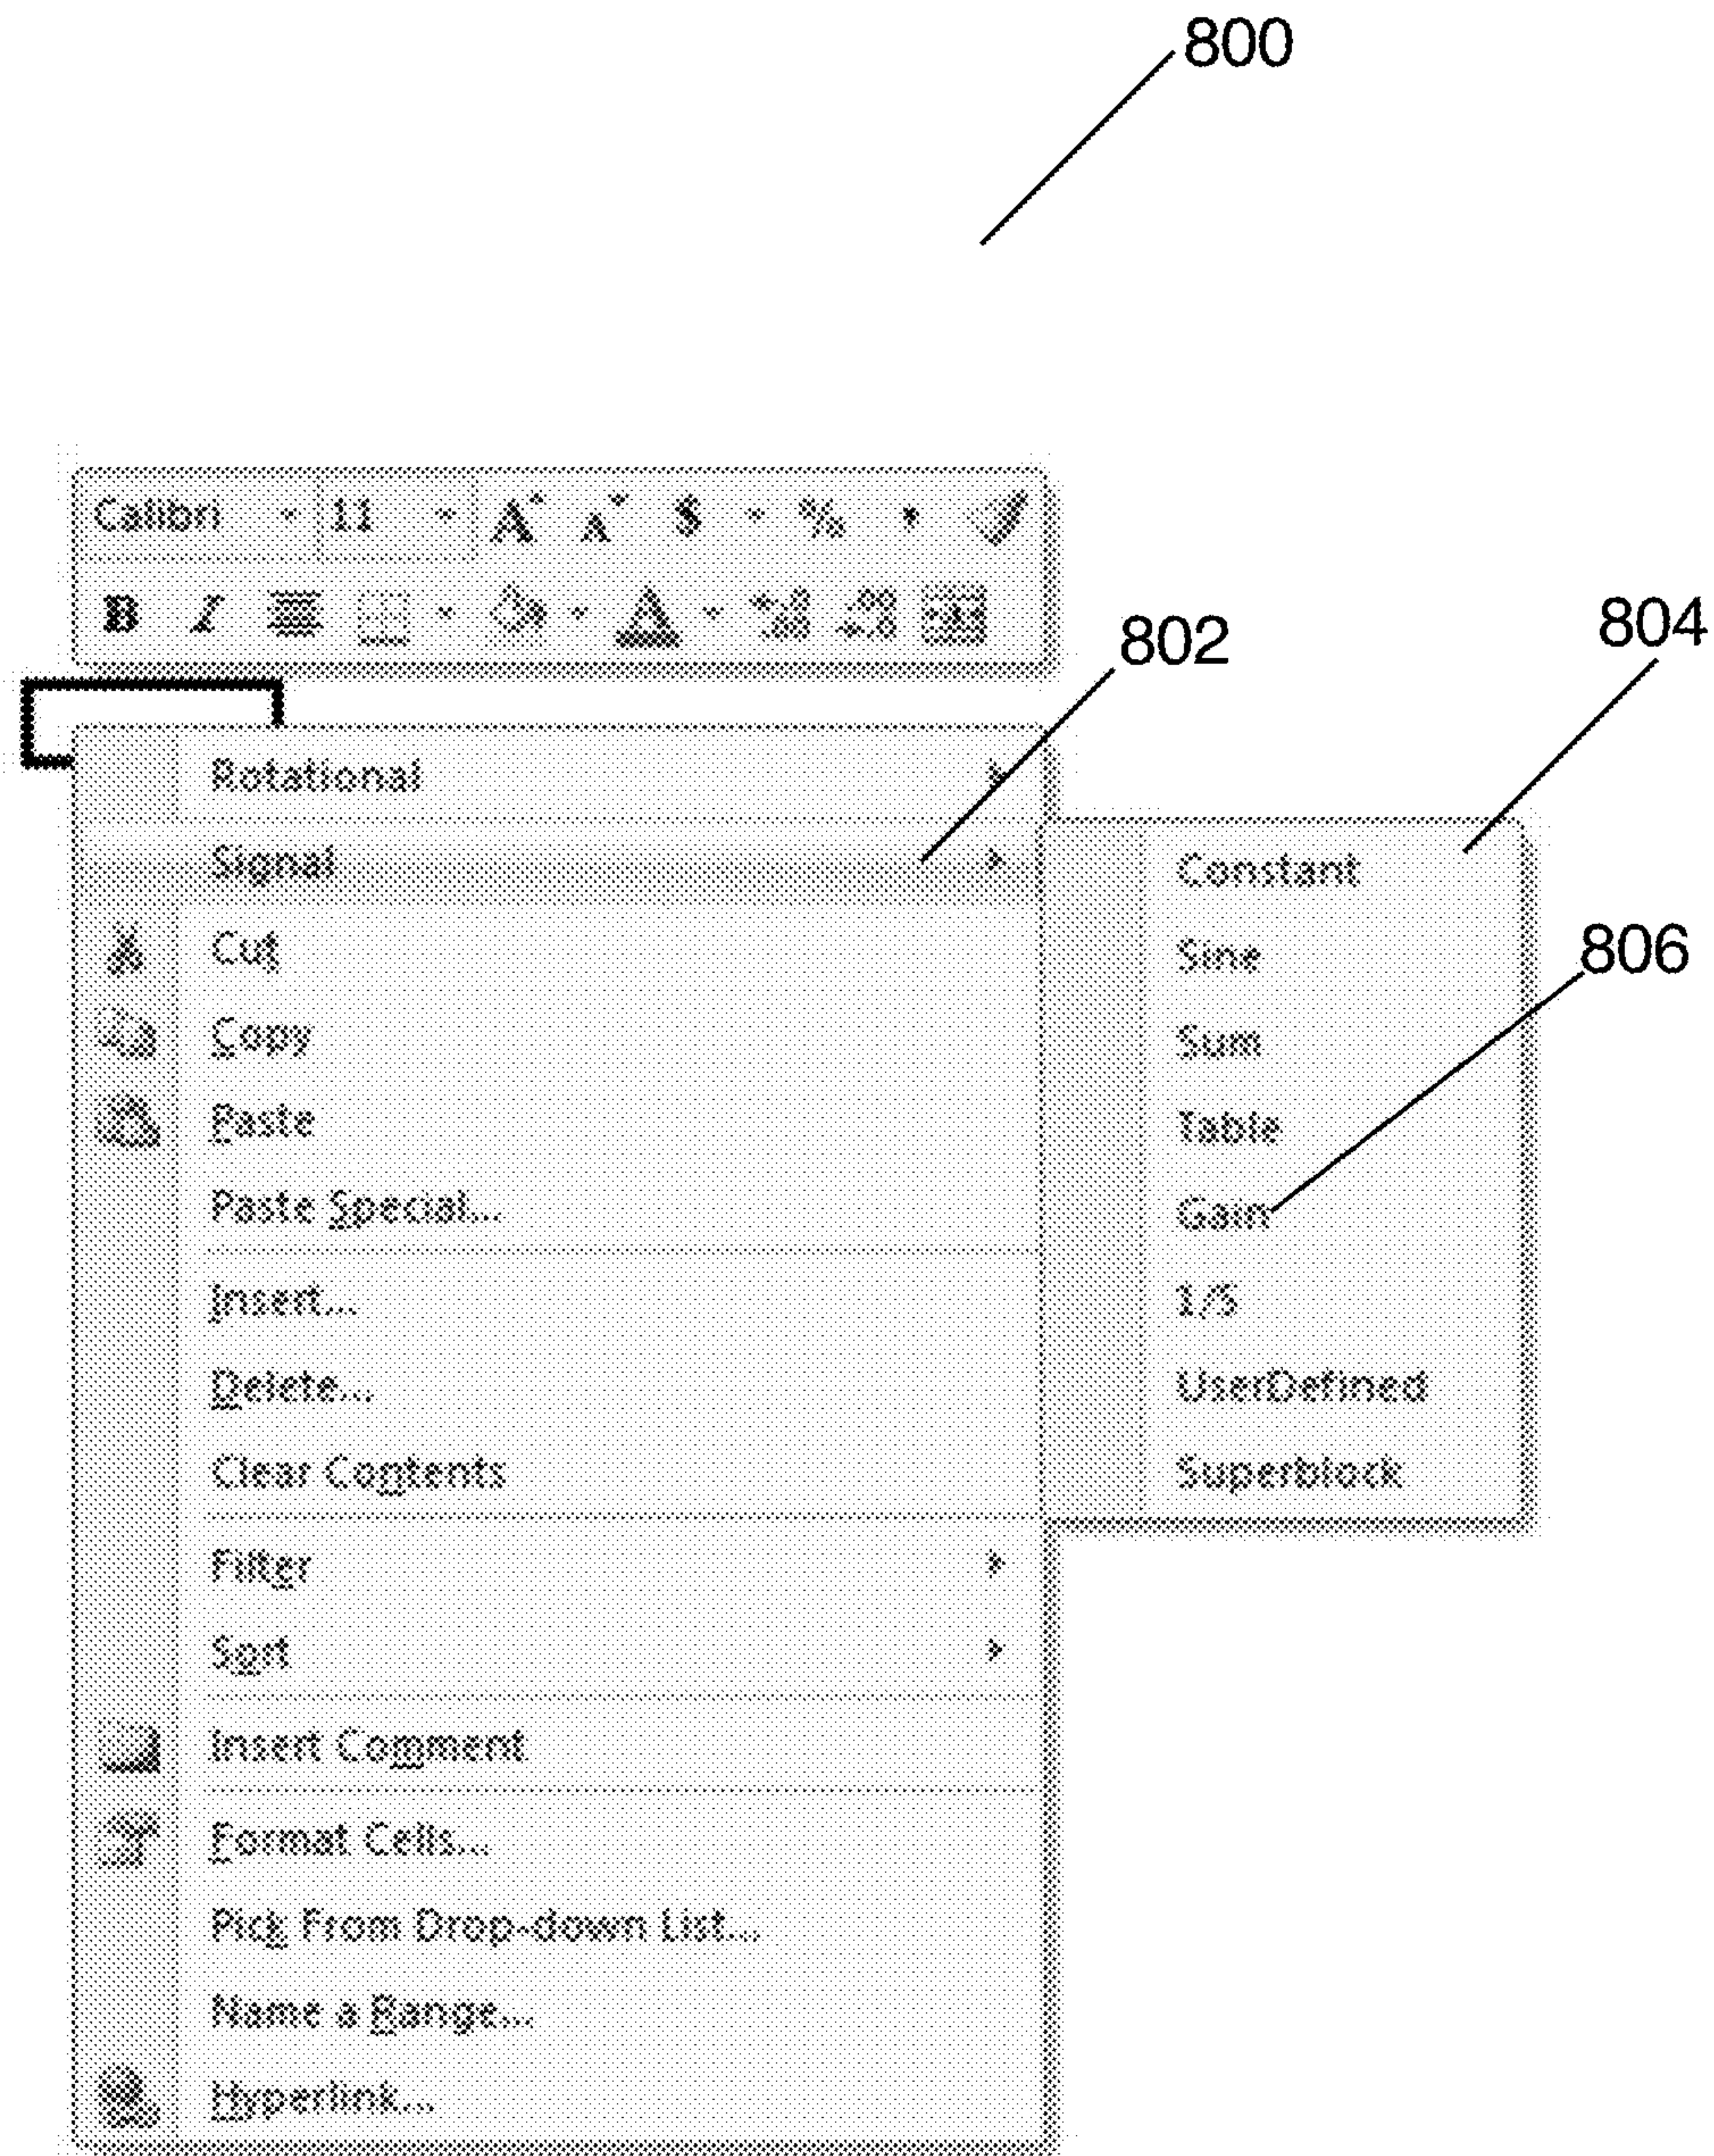 800
Calibri 11 A A $ % ,
B I A
802
804
Rotational
Signal
Constant
Cut
Sine
806
Copy
Sum
Paste
Table
Paste Special...
Gain
Insert...
1/S
Delete...
UserDefined
Clear Contents
Superblock
Filter
Sort
Insert Comment
Format Cells...
Pick From Drop-down List...
Name a Range...
Hyperlink...